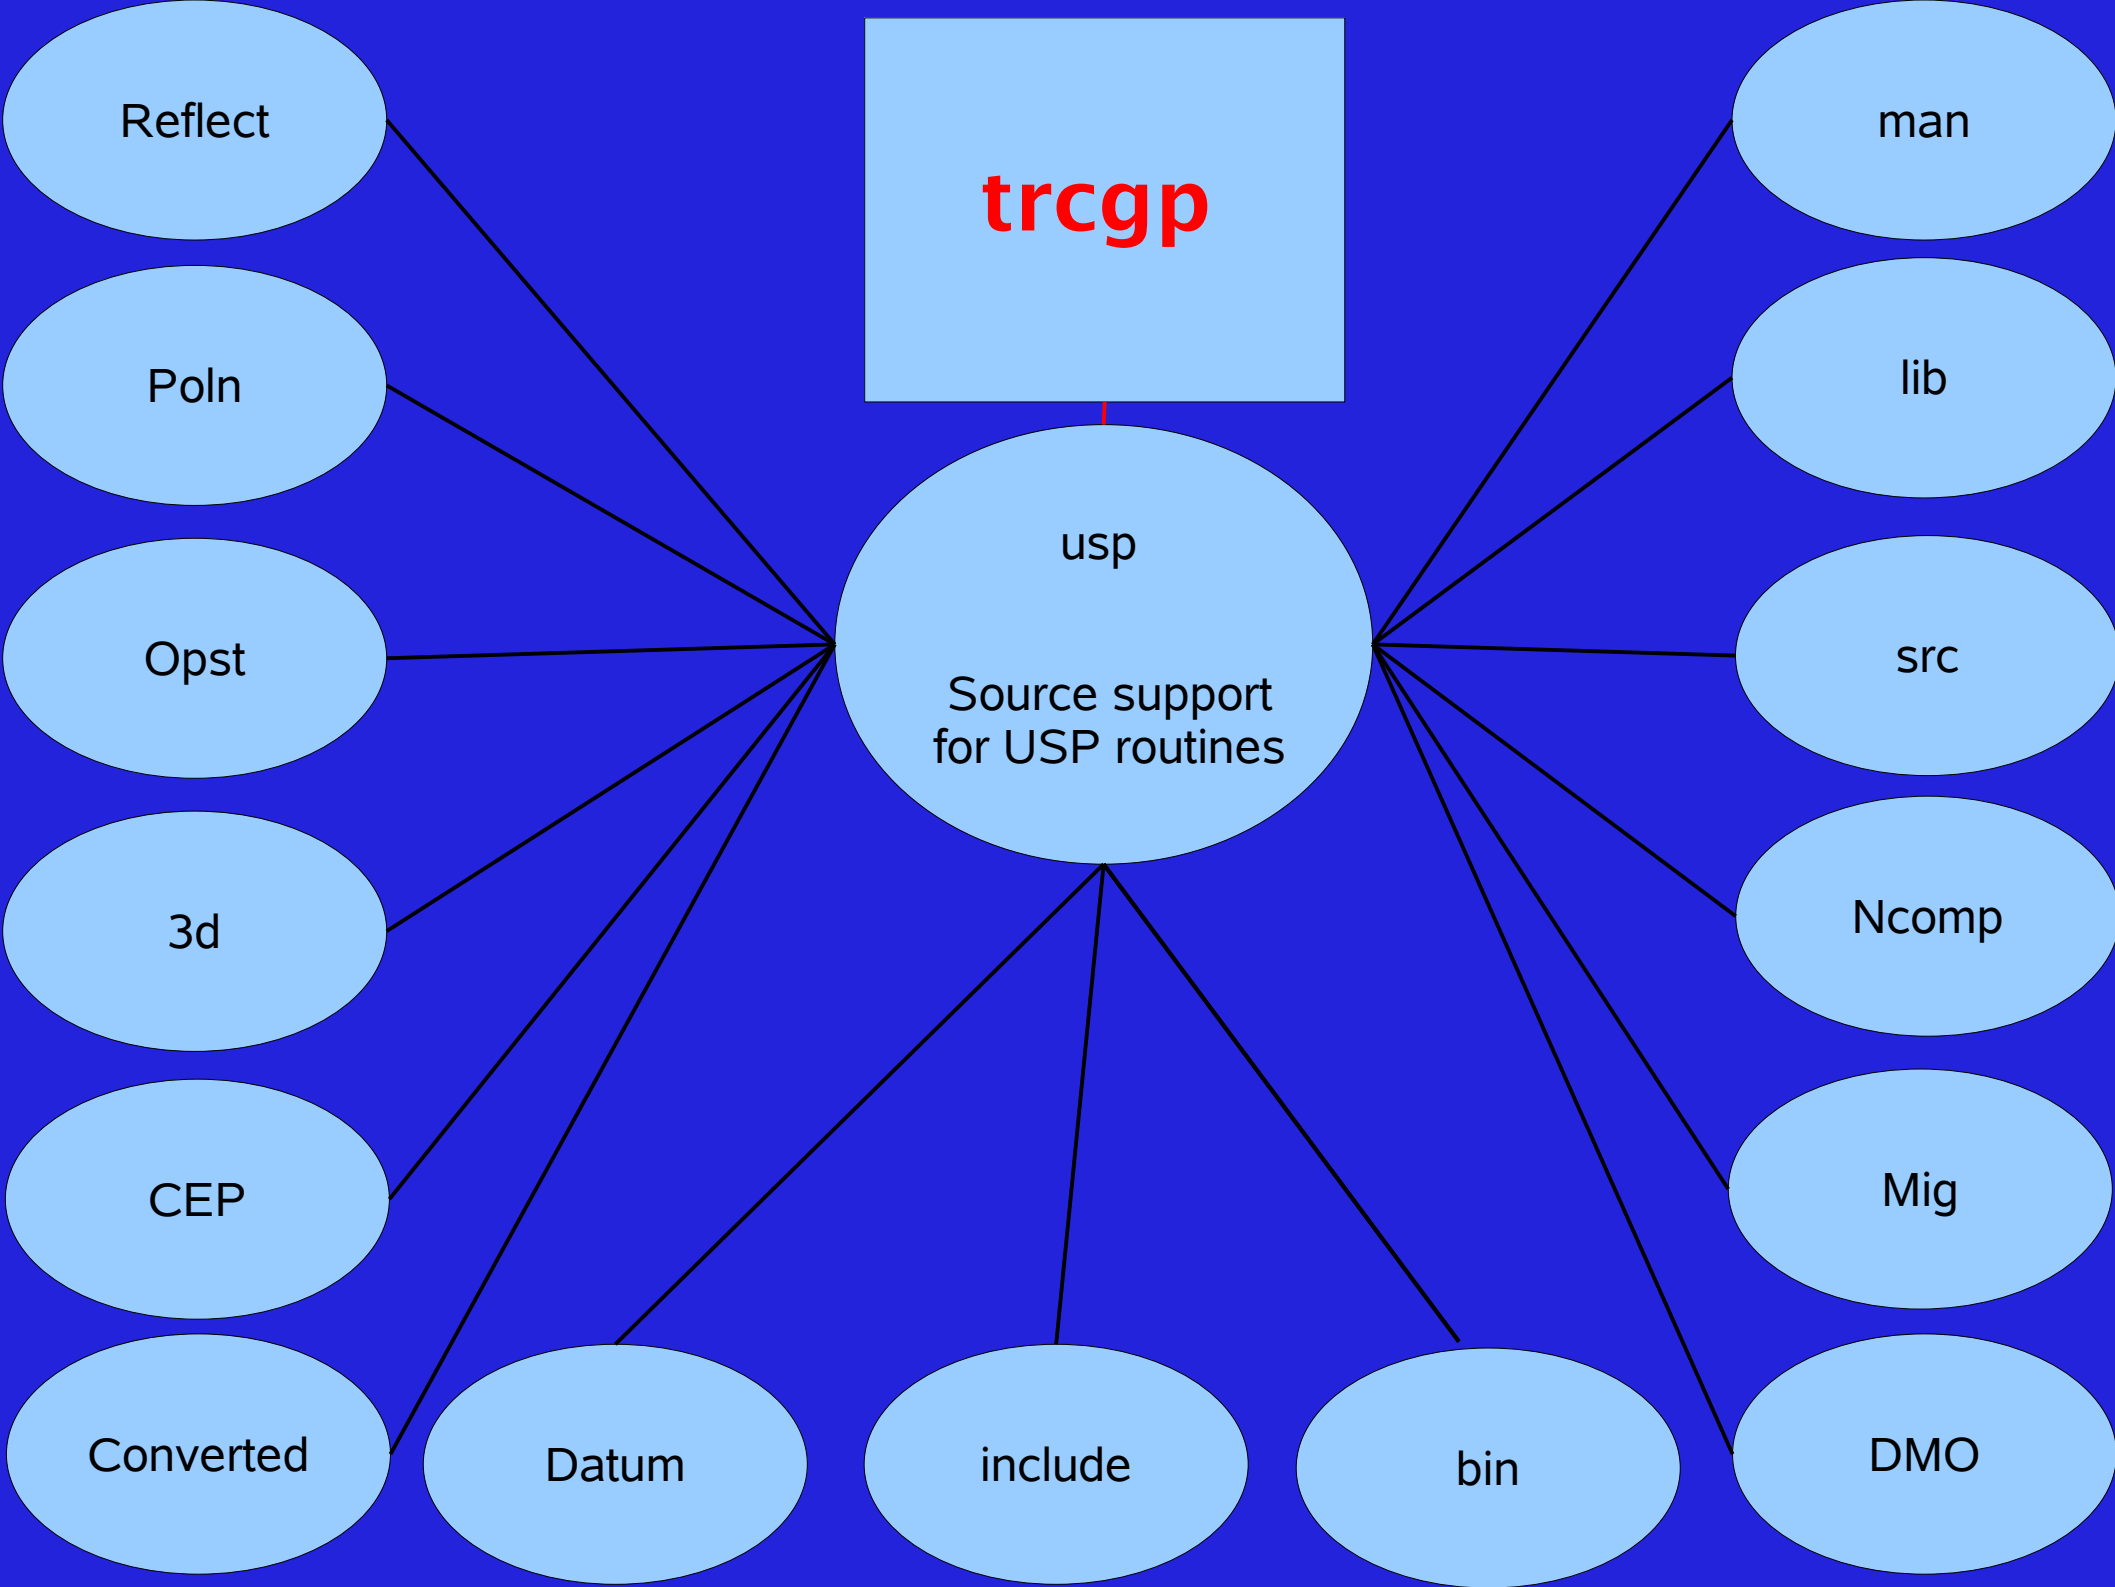 Reflect
trcgp
man
Poln
lib
usp
Source support
for USP routines
Opst
src
3d
Ncomp
CEP
Mig
Converted
Datum
include
bin
DMO